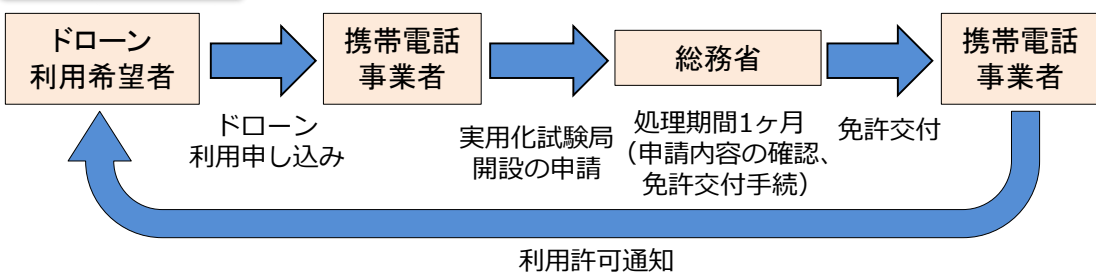 ドローン
利用希望者
携帯電話
事業者
総務省
携帯電話
事業者
ドローン
利用申し込み
実用化試験局
開設の申請
処理期間1ヶ月
（申請内容の確認、
免許交付手続）
免許交付
利用許可通知